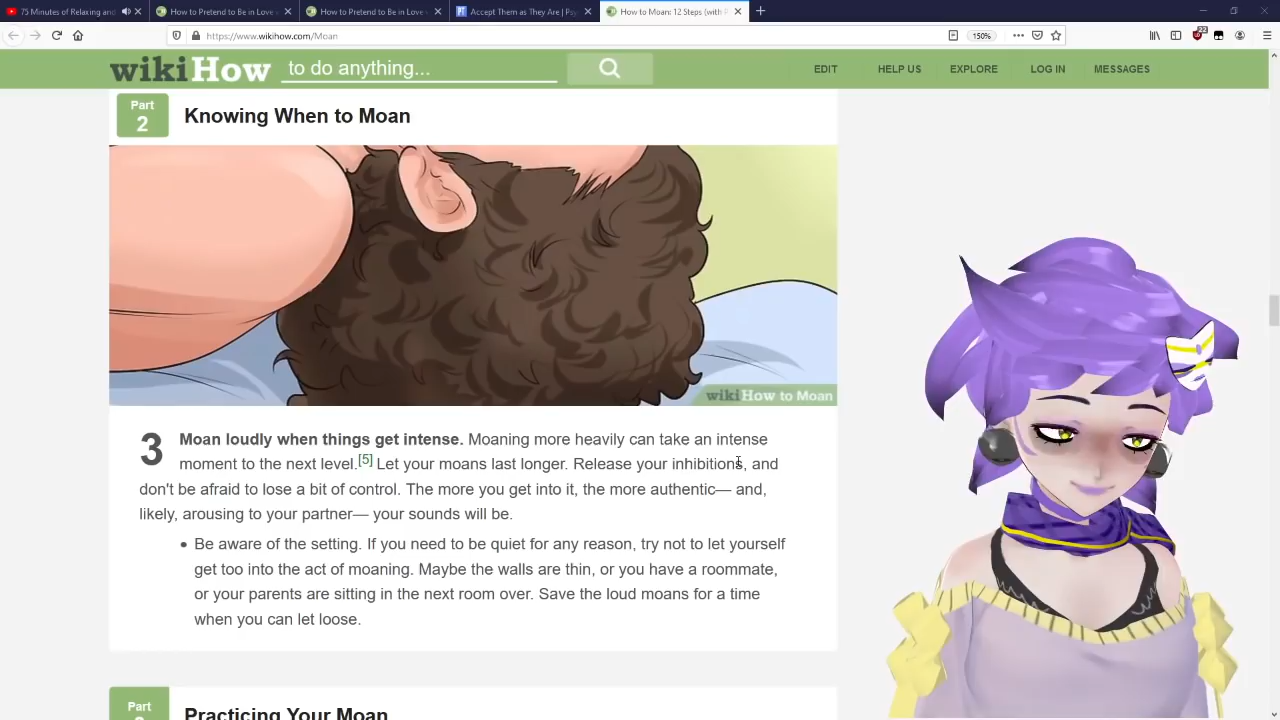 75 Minutes of Relaxing and
How to Pretend to Be in Love
How to Pretend to Be in Love
Accept Them as They Are | Psy
How to Moan: 12 Steps (with P
https://www.wikihow.com/Moan
150%
wikiHow to do anything...
EDIT
HELP US
EXPLORE
LOG IN
MESSAGES
Part
2
Knowing When to Moan
wikiHow to Moan
3 Moan loudly when things get intense. Moaning more heavily can take an intense
moment to the next level.[5] Let your moans last longer. Release your inhibitions, and
don't be afraid to lose a bit of control. The more you get into it, the more authentic— and,
likely, arousing to your partner— your sounds will be.
• Be aware of the setting. If you need to be quiet for any reason, try not to let yourself
get too into the act of moaning. Maybe the walls are thin, or you have a roommate,
or your parents are sitting in the next room over. Save the loud moans for a time
when you can let loose.
Part
Practicing Your Moan